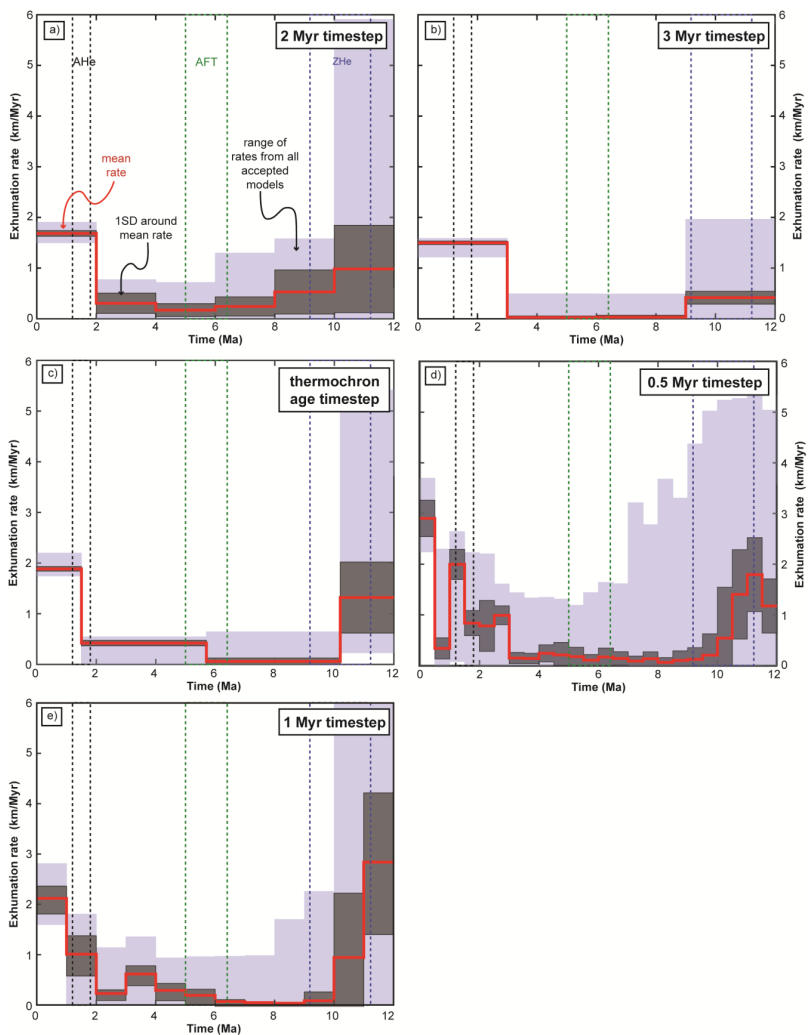 a)
2 Myr timestep
AHe
AFT
ZHe
mean
rate
1SD around
mean rate
range of
rates from all
accepted
models
Exhumation rate (km/Myr)
6
5
4
3
2
1
0
0 2 4 6 8 10 12
Time (Ma)
b)
3 Myr timestep
6
5
4
3
2
1
0
Exhumation rate (km/Myr)
0 2 4 6 8 10 12
Time (Ma)
c)
thermochron
age timestep
Exhumation rate (km/Myr)
6
5
4
3
2
1
0
0 2 4 6 8 10 12
Time (Ma)
d)
0.5 Myr timestep
6
5
4
3
2
1
0
Exhumation rate (km/Myr)
0 2 4 6 8 10 12
Time (Ma)
e)
1 Myr timestep
Exhumation rate (km/Myr)
6
5
4
3
2
1
0
0 2 4 6 8 10 12
Time (Ma)